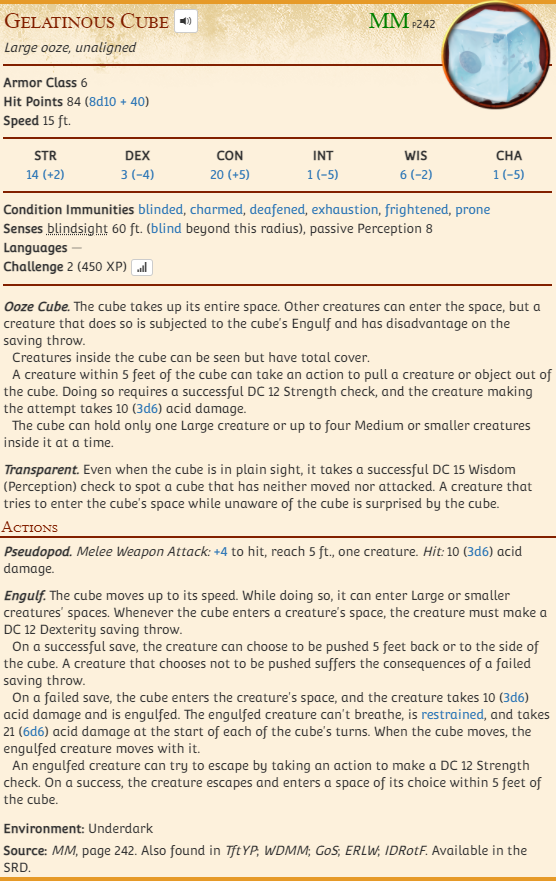 Gelatinous Cube MM P242
Large ooze, unaligned
Armor Class 6
Hit Points 84 (8d10 + 40)
Speed 15 ft.
STR DEX CON INT WIS CHA
14 (+2) 3 (−4) 20 (+5) 1 (−5) 6 (−2) 1 (−5)
Condition Immunities blinded, charmed, deafened, exhaustion, frightened, prone
Senses blindsight 60 ft. (blind beyond this radius), passive Perception 8
Languages —
Challenge 2 (450 XP)
Ooze Cube. The cube takes up its entire space. Other creatures can enter the space, but a
creature that does so is subjected to the cube's Engulf and has disadvantage on the
saving throw.
Creatures inside the cube can be seen but have total cover.
A creature within 5 feet of the cube can take an action to pull a creature or object out of
the cube. Doing so requires a successful DC 12 Strength check, and the creature making
the attempt takes 10 (3d6) acid damage.
The cube can hold only one Large creature or up to four Medium or smaller creatures
inside it at a time.
Transparent. Even when the cube is in plain sight, it takes a successful DC 15 Wisdom
(Perception) check to spot a cube that has neither moved nor attacked. A creature that
tries to enter the cube's space while unaware of the cube is surprised by the cube.
Actions
Pseudopod. Melee Weapon Attack: +4 to hit, reach 5 ft., one creature. Hit: 10 (3d6) acid
damage.
Engulf. The cube moves up to its speed. While doing so, it can enter Large or smaller
creatures' spaces. Whenever the cube enters a creature's space, the creature must make a
DC 12 Dexterity saving throw.
On a successful save, the creature can choose to be pushed 5 feet back or to the side of
the cube. A creature that chooses not to be pushed suffers the consequences of a failed
saving throw.
On a failed save, the cube enters the creature's space, and the creature takes 10 (3d6)
acid damage and is engulfed. The engulfed creature can't breathe, is restrained, and takes
21 (6d6) acid damage at the start of each of the cube's turns. When the cube moves, the
engulfed creature moves with it.
An engulfed creature can try to escape by taking an action to make a DC 12 Strength
check. On a success, the creature escapes and enters a space of its choice within 5 feet of
the cube.
Environment: Underdark
Source: MM, page 242. Also found in TftYP; WDMM; GoS; ERLW; IDRotF. Available in the
SRD.